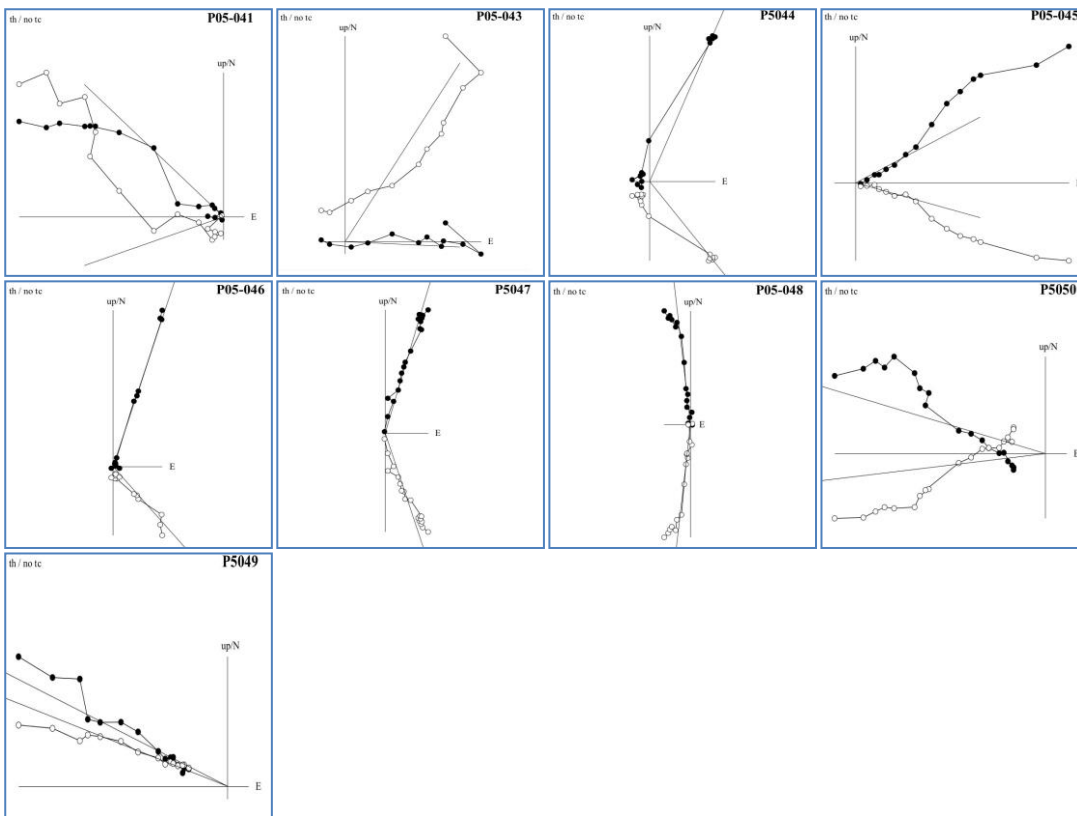 th / no tc P05-041
up/N
E
th / no tc P05-043
up/N
E
th / no tc P5044
up/N
E
th / no tc P05-045
up/N
E
th / no tc P05-046
up/N
E
th / no tc P5047
up/N
E
th / no tc P05-048
up/N
E
th / no tc P5050
up/N
E
th / no tc P5049
up/N
E